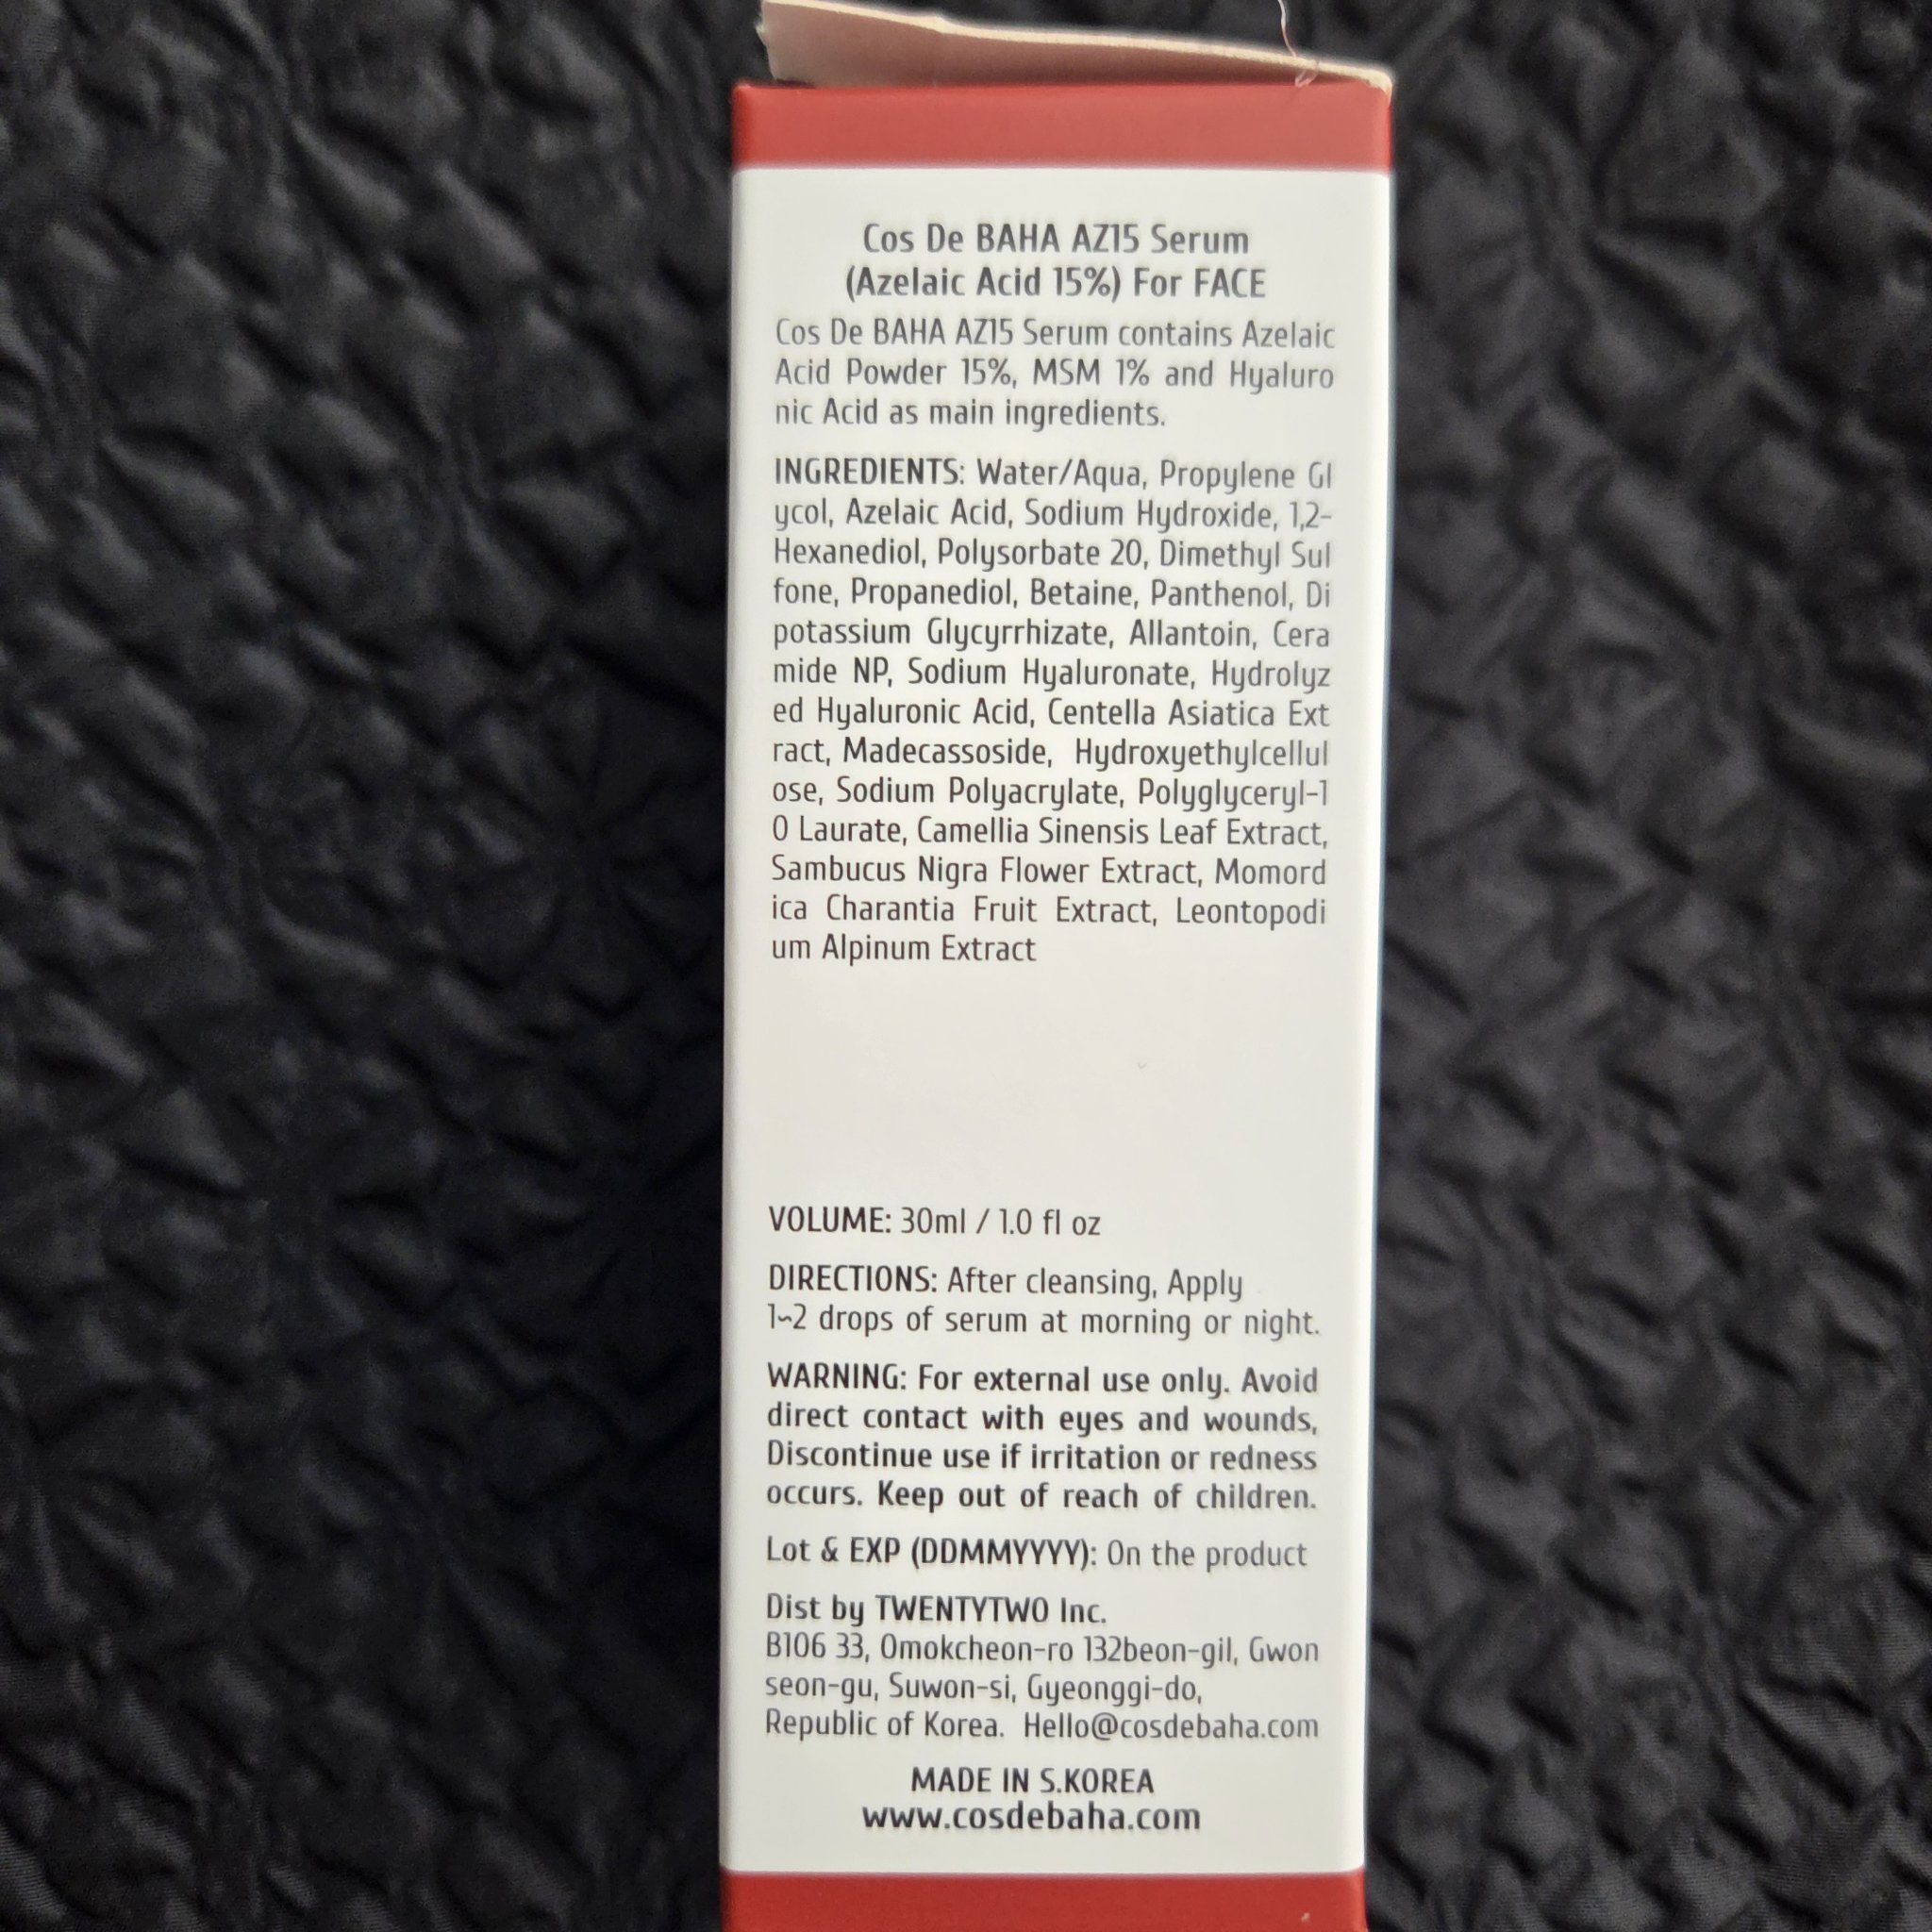 Cos De BAHA AZ15 Serum
(Azelaic Acid 15%) For FACE
Cos De BAHA AZ15 Serum contains Azelaic
Acid Powder 15%, MSM 1% and Hyaluro
nic Acid as main ingredients.
INGREDIENTS: Water/Aqua, Propylene Gl
ycol, Azelaic Acid, Sodium Hydroxide, 1,2-
Hexanediol, Polysorbate 20, Dimethyl Sul
fone, Propanediol, Betaine, Panthenol, Di
potassium Glycyrrhizate, Allantoin, Cera
mide NP, Sodium Hyaluronate, Hydrolyz
ed Hyaluronic Acid, Centella Asiatica Ext
ract, Madecassoside, Hydroxyethylcellul
ose, Sodium Polyacrylate, Polyglyceryl-1
0 Laurate, Camellia Sinensis Leaf Extract,
Sambucus Nigra Flower Extract, Momord
ica Charantia Fruit Extract, Leontopodi
um Alpinum Extract
VOLUME: 30ml / 1.0 fl oz
DIRECTIONS: After cleansing, Apply
1~2 drops of serum at morning or night.
WARNING: For external use only. Avoid
direct contact with eyes and wounds,
Discontinue use if irritation or redness
occurs. Keep out of reach of children.
Lot & EXP (DDMMYYYY): On the product
Dist by TWENTYTWO Inc.
B106 33, Omokcheon-ro 132beon-gil, Gwon
seon-gu, Suwon-si, Gyeonggi-do,
Republic of Korea. Hello@cosdebaha.com
MADE IN S.KOREA
www.cosdebaha.com